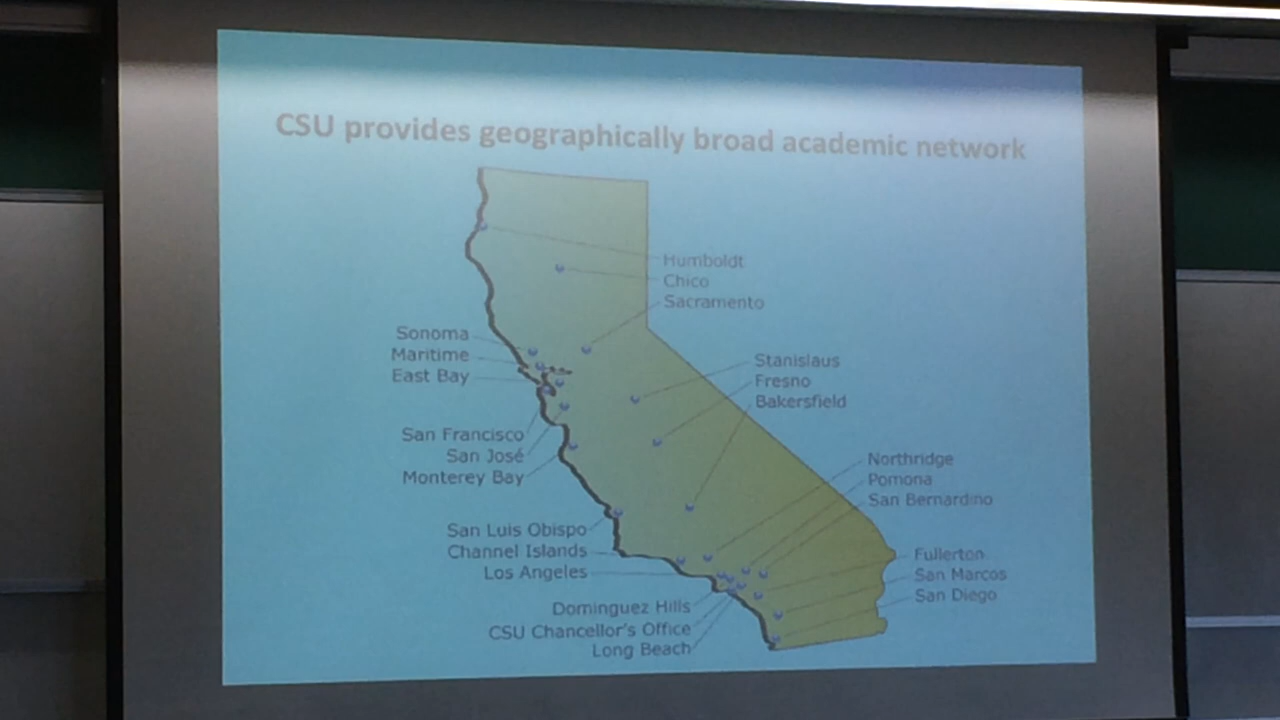 CSU provides geographically broad academic network
Humboldt
Chico
Sacramento
Sonoma
Maritime
East Bay
Stanislaus
Fresno
Bakersfield
San Francisco
San José
Monterey Bay
Northridge
Pomona
San Bernardino
San Luis Obispo
Channel Islands
Los Angeles
Fullerton
San Marcos
San Diego
Dominguez Hills
CSU Chancellor's Office
Long Beach